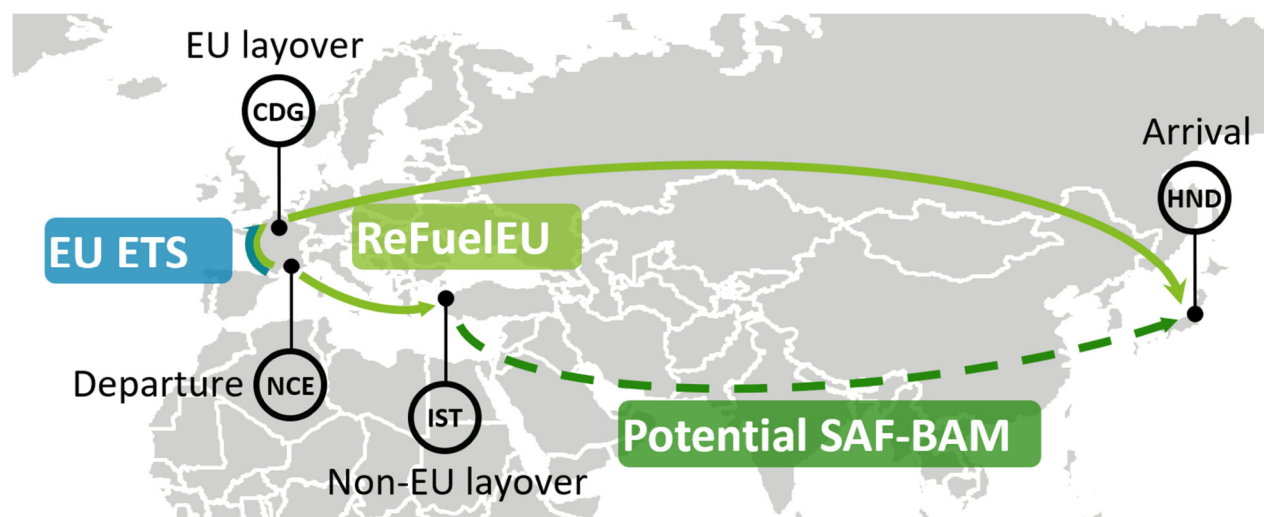 EU layover
CDG
Arrival
HND
EU ETS
ReFuelEU
Departure
NCE
IST
Potential SAF-BAM
Non-EU layover